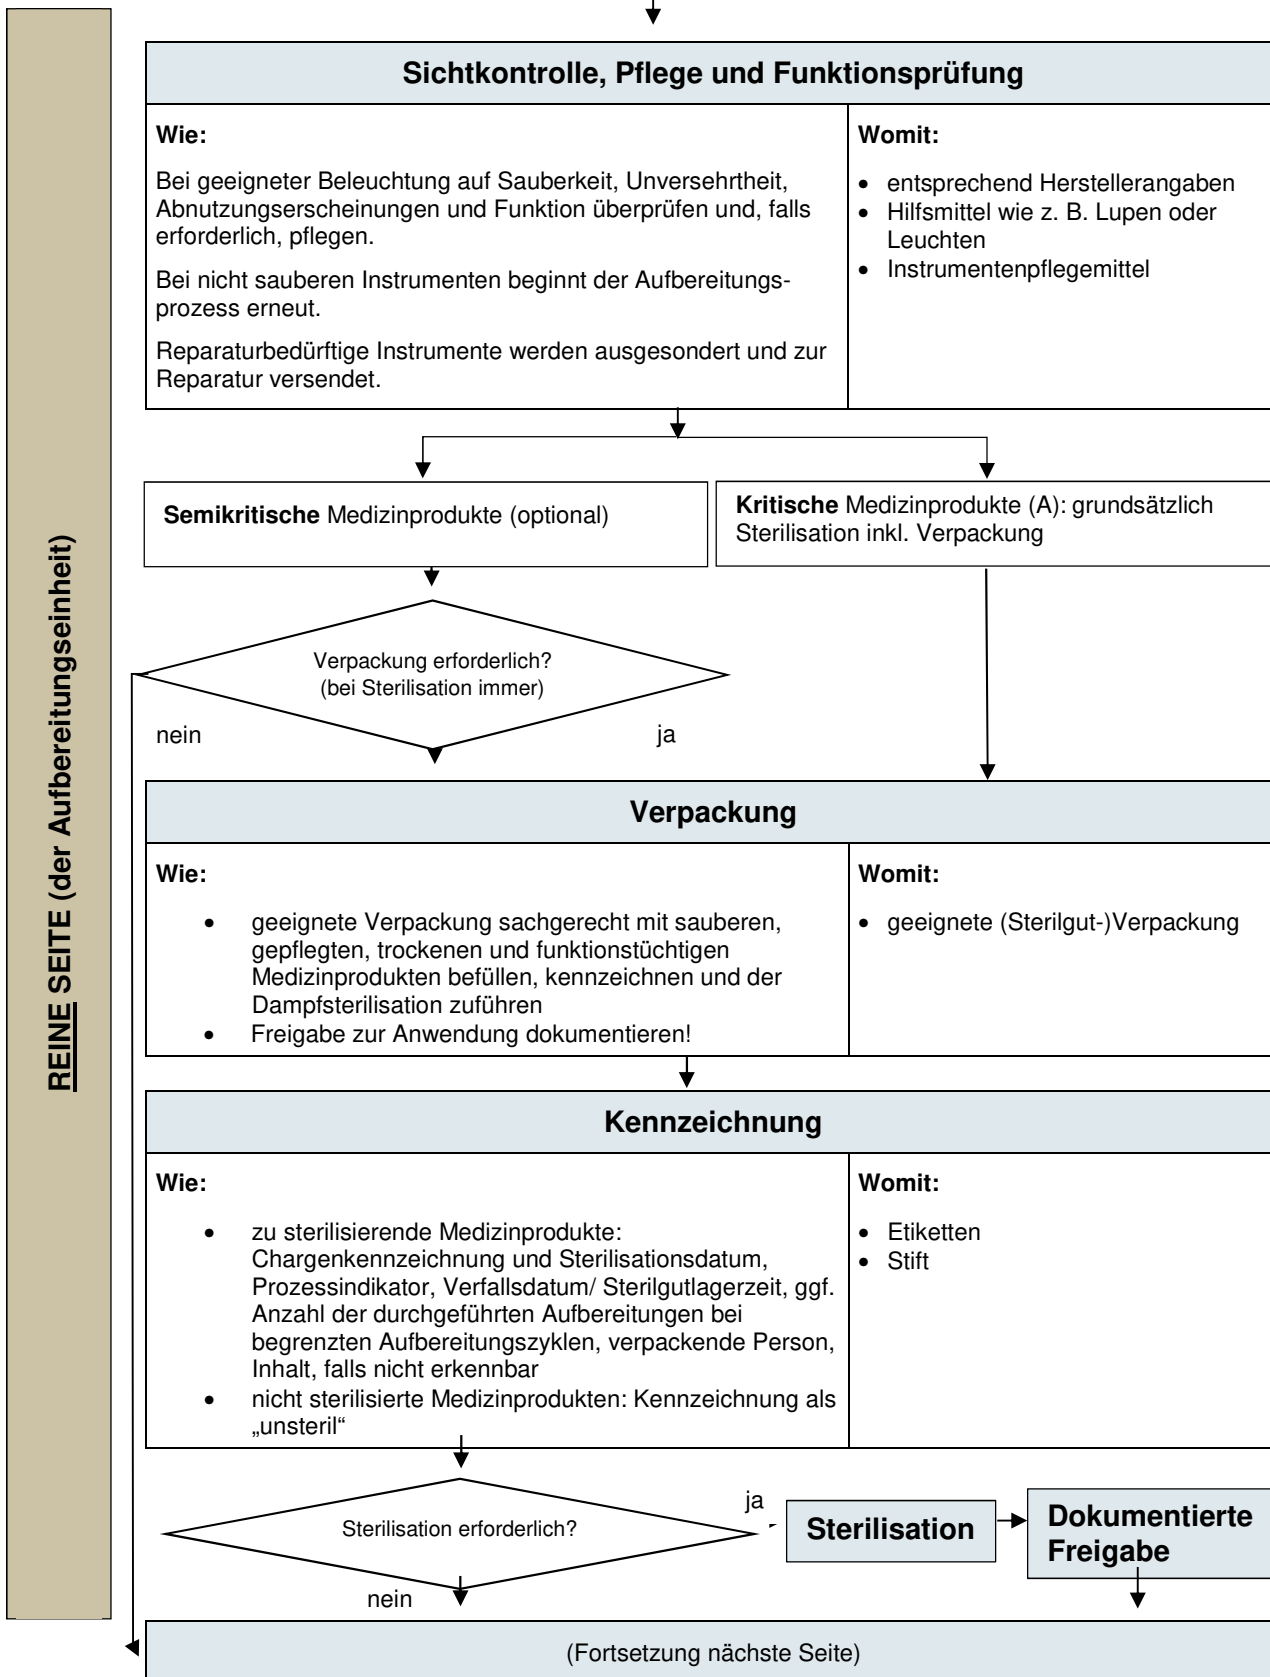 REINE SEITE (der Aufbereitungseinheit)
Sichtkontrolle, Pflege und Funktionsprüfung
Wie:
Bei geeigneter Beleuchtung auf Sauberkeit, Unversehrtheit,
Abnutzungserscheinungen und Funktion überprüfen und, falls
erforderlich, pflegen.
Bei nicht sauberen Instrumenten beginnt der Aufbereitungs-
prozess erneut.
Reparaturbedürftige Instrumente werden ausgesondert und zur
Reparatur versendet.
Womit:
• entsprechend Herstellerangaben
• Hilfsmittel wie z. B. Lupen oder
Leuchten
• Instrumentenpflegemittel
Semikritische Medizinprodukte (optional)
Kritische Medizinprodukte (A): grundsätzlich
Sterilisation inkl. Verpackung
Verpackung erforderlich?
(bei Sterilisation immer)
nein
ja
Verpackung
Wie:
• geeignete Verpackung sachgerecht mit sauberen,
gepflegten, trockenen und funktionstüchtigen
Medizinprodukten befüllen, kennzeichnen und der
Dampfsterilisation zuführen
• Freigabe zur Anwendung dokumentieren!
Womit:
• geeignete (Sterilgut-)Verpackung
Kennzeichnung
Wie:
• zu sterilisierende Medizinprodukte:
Chargenkennzeichnung und Sterilisationsdatum,
Prozessindikator, Verfallsdatum/ Sterilgutlagerzeit, ggf.
Anzahl der durchgeführten Aufbereitungen bei
begrenzten Aufbereitungszyklen, verpackende Person,
Inhalt, falls nicht erkennbar
• nicht sterilisierte Medizinprodukten: Kennzeichnung als
„unsteril“
Womit:
• Etiketten
• Stift
Sterilisation erforderlich?
ja
Sterilisation
Dokumentierte
Freigabe
nein
(Fortsetzung nächste Seite)